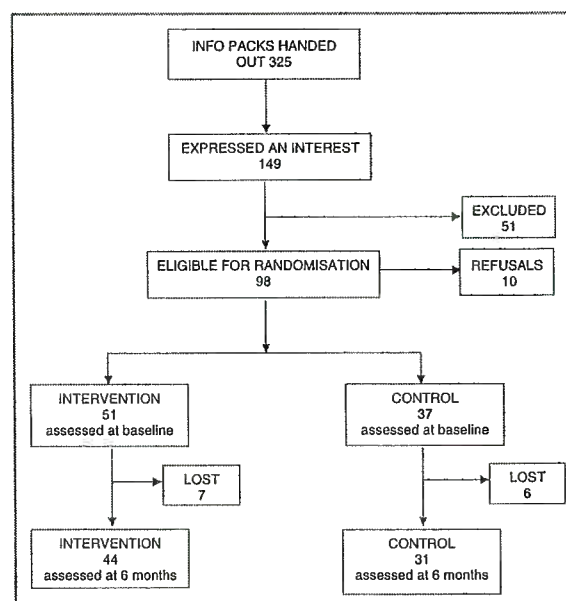 INFO PACKS HANDED
OUT 325
EXPRESSED AN INTEREST
149
EXCLUDED
51
ELIGIBLE FOR RANDOMISATION
98
REFUSALS
10
INTERVENTION
51
assessed at baseline
CONTROL
37
assessed at baseline
LOST
7
LOST
6
INTERVENTION
44
assessed at 6 months
CONTROL
31
assessed at 6 months